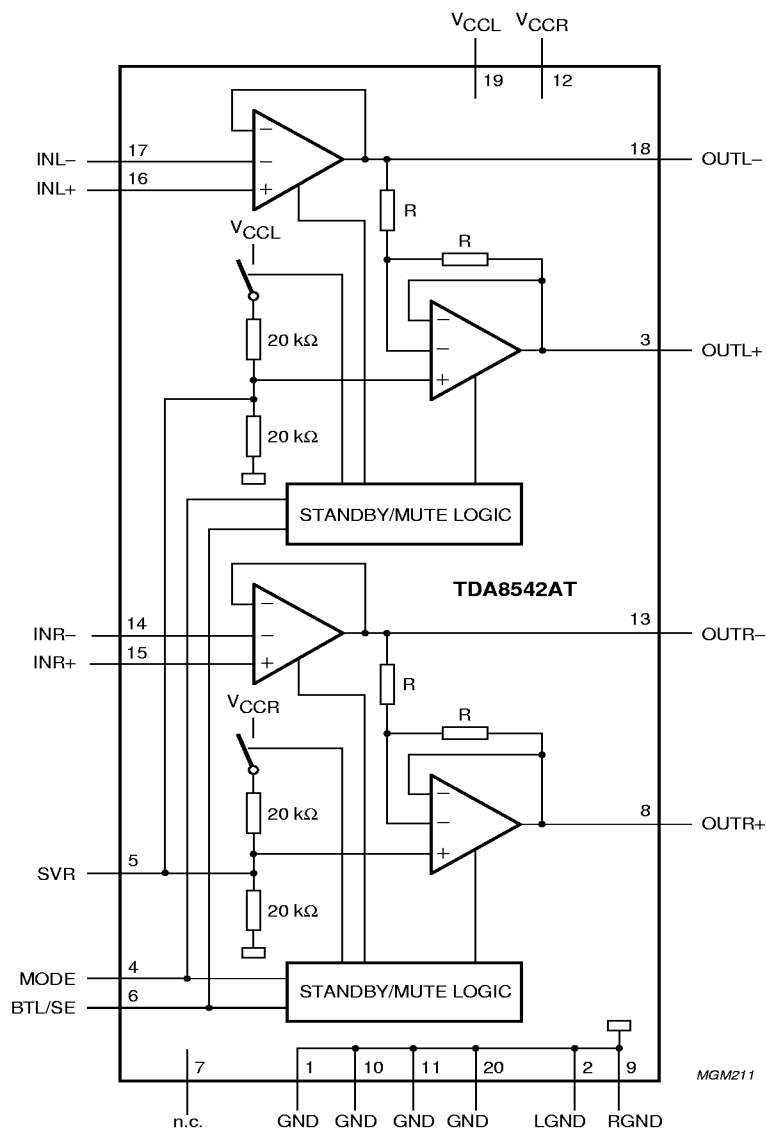 VCCL VCCR
19 12
INL− 17 18 OUTL−
INL+ 16
R
VCCL
R
20 kΩ
3 OUTL+
20 kΩ
STANDBY/MUTE LOGIC
TDA8542AT
INR− 14 13 OUTR−
INR+ 15
R
VCCR
R
20 kΩ
8 OUTR+
SVR 5
20 kΩ
MODE 4
STANDBY/MUTE LOGIC
BTL/SE 6
7 1 10 11 20 2 9
MGM211
n.c. GND GND GND GND LGND RGND